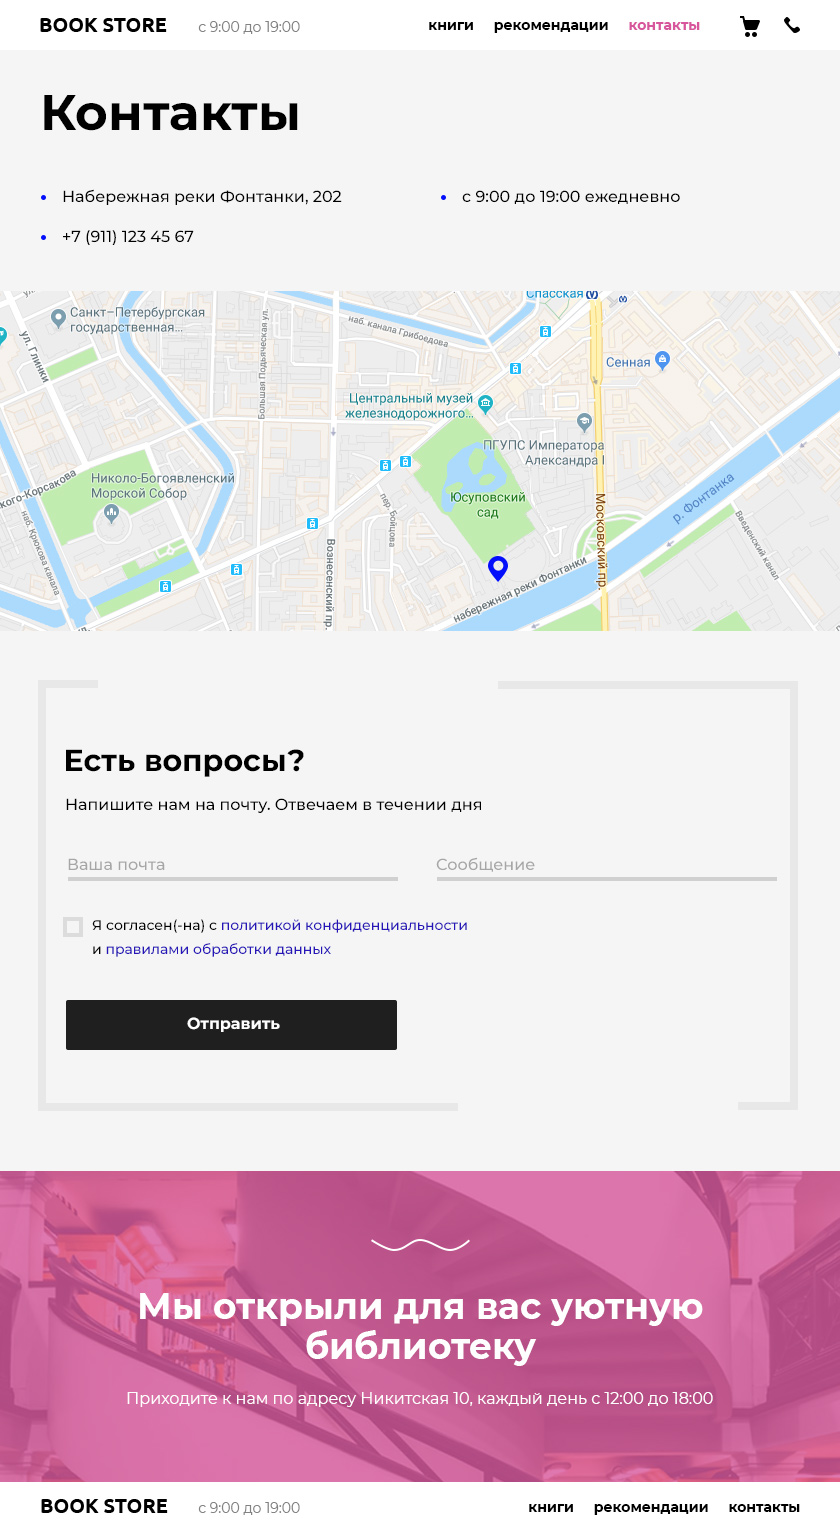 BOOK STORE с 9:00 до 19:00 книги рекомендации контакты
Контакты
Набережная реки Фонтанки, 202
с 9:00 до 19:00 ежедневно
+7 (911) 123 45 67
Спасская
Санкт-Петербургская
государственная...
ул. Глинки
Большая Подьяческая ул.
наб. канала Грибоедова
Сенная
Центральный музей
железнодорожного...
ПГУПС Императора
Александра I
Николо-Богоявленский
Морской Собор
кого-Корсакова
наб. Крюкова канала
Юсуповский
сад
пер. Бойцова
Вознесенский пр.
Московский пр.
р. Фонтанка
Введенский канал
набережная реки Фонтанки
Есть вопросы?
Напишите нам на почту. Отвечаем в течении дня
Ваша почта
Сообщение
Я согласен(-на) с политикой конфиденциальности
и правилами обработки данных
Отправить
Мы открыли для вас уютную
библиотеку
Приходите к нам по адресу Никитская 10, каждый день с 12:00 до 18:00
BOOK STORE с 9:00 до 19:00 книги рекомендации контакты